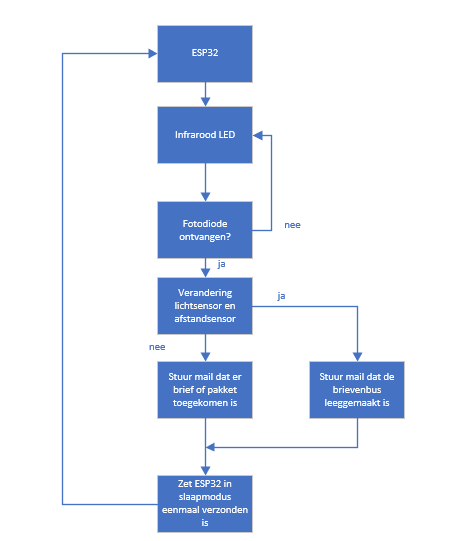 ESP32
Infrarood LED
Fotodiode
ontvangen?
nee
ja
Verandering
lichtsensor en
afstandsensor
ja
nee
Stuur mail dat er
brief of pakket
toegekomen is
Stuur mail dat de
brievenbus
leeggemaakt is
Zet ESP32 in
slaapmodus
eenmaal verzonden
is